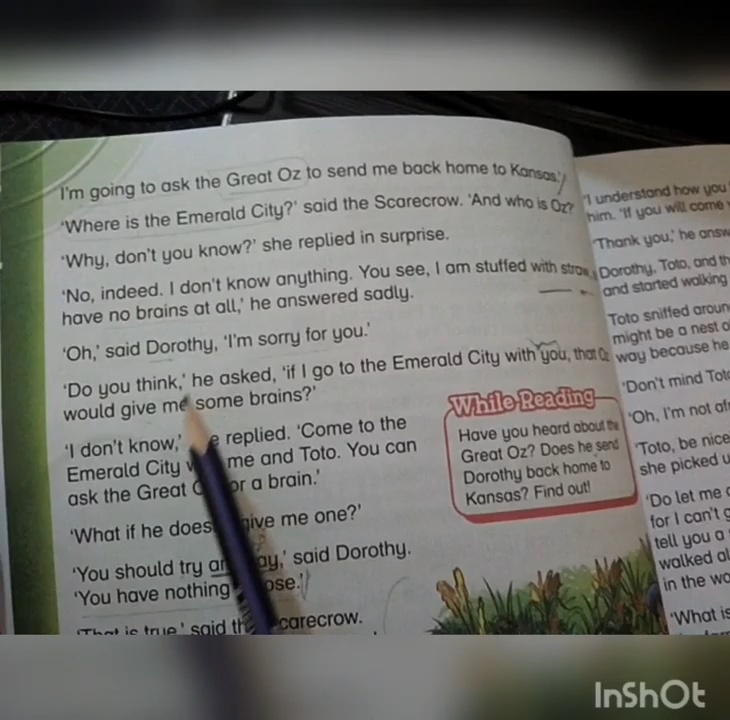 I'm going to ask the Great Oz to send me back home to Kansas.'
'Where is the Emerald City?' said the Scarecrow. 'And who is Oz?'
'Why, don't you know?' she replied in surprise.
'No, indeed. I don't know anything. You see, I am stuffed with straw,
have no brains at all,' he answered sadly.
'Oh,' said Dorothy, 'I'm sorry for you.'
'Do you think,' he asked, 'if I go to the Emerald City with you, that Oz
would give me some brains?'
'I don't know,' replied. 'Come to the
Emerald City me and Toto. You can
ask the Great or a brain.'
'What if he does give me one?'
'You should try said Dorothy.
'You have nothing
'That is true,' said the Scarecrow.
While Reading
Have you heard about the
Great Oz? Does he send
Dorothy back home to
Kansas? Find out!
'I understand how you
him. 'If you will come
'Thank you,' he answ
Dorothy, Toto, and th
and started walking
Toto sniffed aroun
might be a nest o
way because he
'Don't mind Toto
'Oh, I'm not afr
'Toto, be nice
she picked u
'Do let me c
for I can't g
tell you a
walked al
in the wo
'What is
InShOt